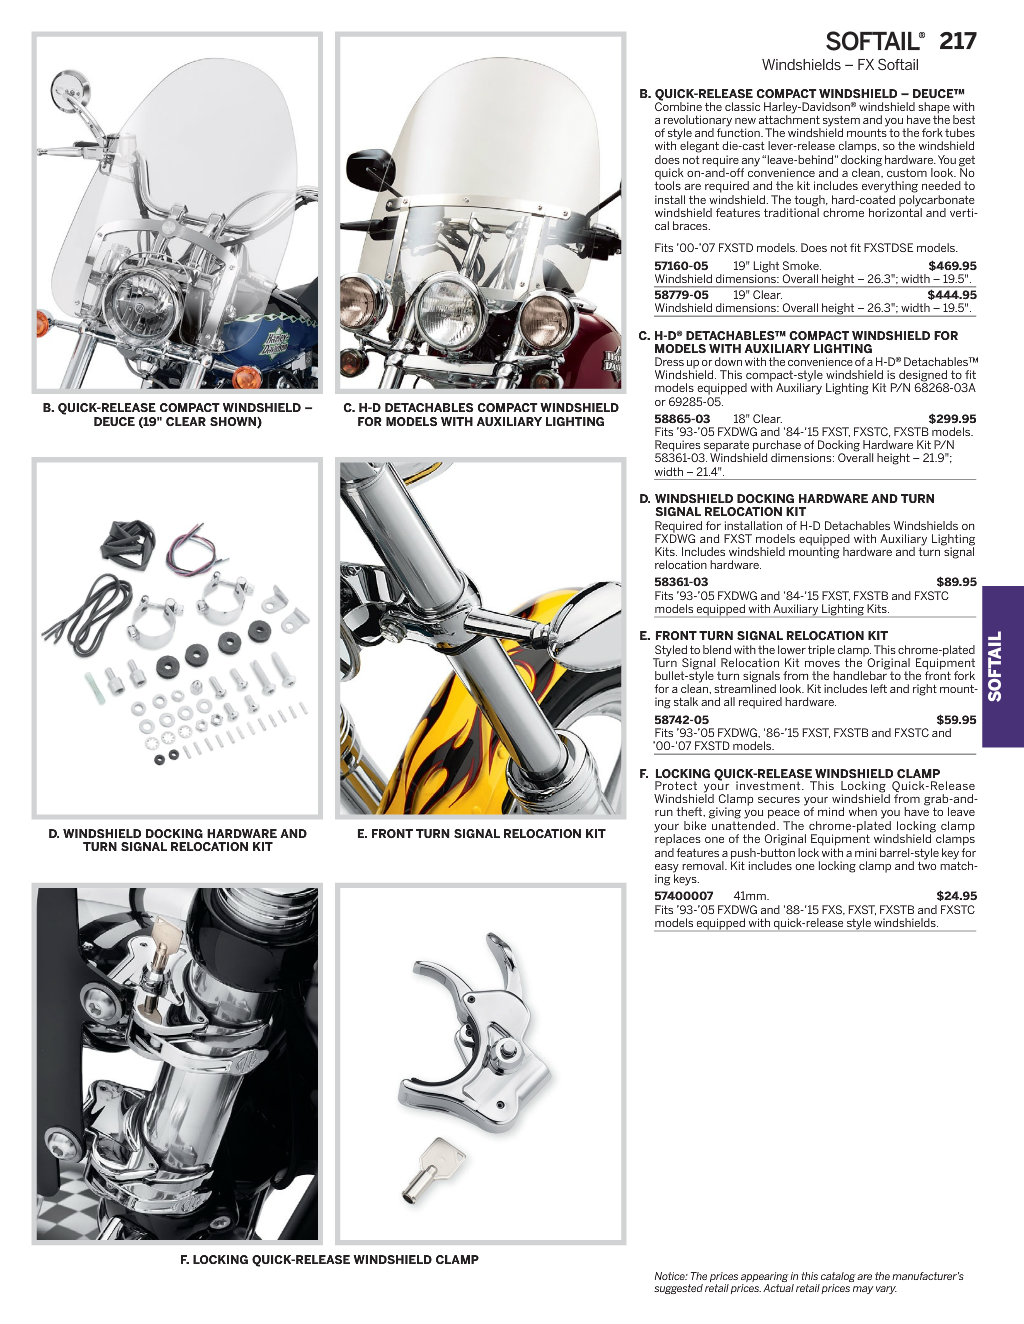 SOFTAIL® 217
Windshields – FX Softail
B. QUICK-RELEASE COMPACT WINDSHIELD – DEUCE™
Combine the classic Harley-Davidson® windshield shape with
a revolutionary new attachment system and you have the best
of style and function. The windshield mounts to the fork tubes
with elegant die-cast lever-release clamps, so the windshield
does not require any “leave-behind” docking hardware. You get
quick on-and-off convenience and a clean, custom look. No
tools are required and the kit includes everything needed to
install the windshield. The tough, hard-coated polycarbonate
windshield features traditional chrome horizontal and verti-
cal braces.
Fits ’00-’07 FXSTD models. Does not fit FXSTDSE models.
57160-05 19" Light Smoke. $469.95
Windshield dimensions: Overall height – 26.3"; width – 19.5".
58779-05 19" Clear. $444.95
Windshield dimensions: Overall height – 26.3"; width – 19.5".
C. H-D® DETACHABLES™ COMPACT WINDSHIELD FOR
MODELS WITH AUXILIARY LIGHTING
Dress up or down with the convenience of a H-D® Detachables™
Windshield. This compact-style windshield is designed to fit
models equipped with Auxiliary Lighting Kit P/N 68268-03A
or 69285-05.
58865-03 18" Clear. $299.95
Fits ’93-’05 FXDWG and ’84-’15 FXST, FXSTC, FXSTB models.
Requires separate purchase of Docking Hardware Kit P/N
58361-03. Windshield dimensions: Overall height – 21.9";
width – 21.4".
D. WINDSHIELD DOCKING HARDWARE AND TURN
SIGNAL RELOCATION KIT
Required for installation of H-D Detachables Windshields on
FXDWG and FXST models equipped with Auxiliary Lighting
Kits. Includes windshield mounting hardware and turn signal
relocation hardware.
58361-03 $89.95
Fits ’93-’05 FXDWG and ’84-’15 FXST, FXSTB and FXSTC
models equipped with Auxiliary Lighting Kits.
E. FRONT TURN SIGNAL RELOCATION KIT
Styled to blend with the lower triple clamp. This chrome-plated
Turn Signal Relocation Kit moves the Original Equipment
bullet-style turn signals from the handlebar to the front fork
for a clean, streamlined look. Kit includes left and right mount-
ing stalk and all required hardware.
58742-05 $59.95
Fits ’93-’05 FXDWG, ’86-’15 FXST, FXSTB and FXSTC and
’00-’07 FXSTD models.
F. LOCKING QUICK-RELEASE WINDSHIELD CLAMP
Protect your investment. This Locking Quick-Release
Windshield Clamp secures your windshield from grab-and-
run theft, giving you peace of mind when you have to leave
your bike unattended. The chrome-plated locking clamp
replaces one of the Original Equipment windshield clamps
and features a push-button lock with a mini barrel-style key for
easy removal. Kit includes one locking clamp and two match-
ing keys.
57400007 41mm. $24.95
Fits ’93-’05 FXDWG and ’88-’15 FXS, FXST, FXSTB and FXSTC
models equipped with quick-release style windshields.
B. QUICK-RELEASE COMPACT WINDSHIELD –
DEUCE (19" CLEAR SHOWN)
C. H-D DETACHABLES COMPACT WINDSHIELD
FOR MODELS WITH AUXILIARY LIGHTING
D. WINDSHIELD DOCKING HARDWARE AND
TURN SIGNAL RELOCATION KIT
E. FRONT TURN SIGNAL RELOCATION KIT
F. LOCKING QUICK-RELEASE WINDSHIELD CLAMP
SOFTAIL
Notice: The prices appearing in this catalog are the manufacturer’s
suggested retail prices. Actual retail prices may vary.